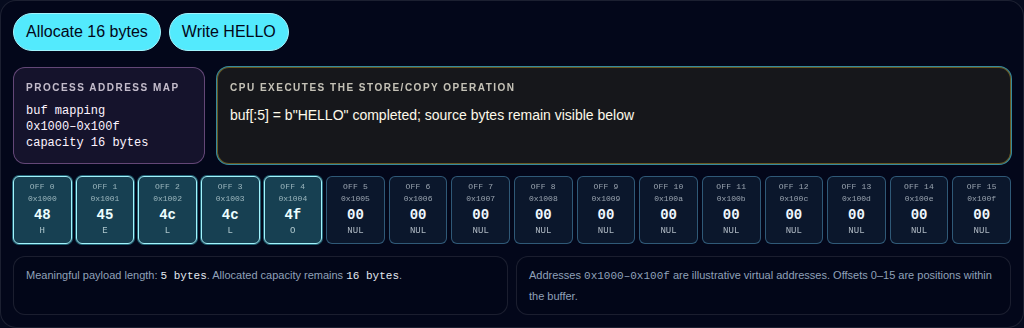 Allocate 16 bytes
Write HELLO
PROCESS ADDRESS MAP
buf mapping
0x1000–0x100f
capacity 16 bytes
CPU EXECUTES THE STORE/COPY OPERATION
buf[:5] = b"HELLO" completed; source bytes remain visible below
OFF 0
0x1000
48
H
OFF 1
0x1001
45
E
OFF 2
0x1002
4c
L
OFF 3
0x1003
4c
L
OFF 4
0x1004
4f
O
OFF 5
0x1005
00
NUL
OFF 6
0x1006
00
NUL
OFF 7
0x1007
00
NUL
OFF 8
0x1008
00
NUL
OFF 9
0x1009
00
NUL
OFF 10
0x100a
00
NUL
OFF 11
0x100b
00
NUL
OFF 12
0x100c
00
NUL
OFF 13
0x100d
00
NUL
OFF 14
0x100e
00
NUL
OFF 15
0x100f
00
NUL
Meaningful payload length: 5 bytes. Allocated capacity remains 16 bytes.
Addresses 0x1000–0x100f are illustrative virtual addresses. Offsets 0–15 are positions within
the buffer.